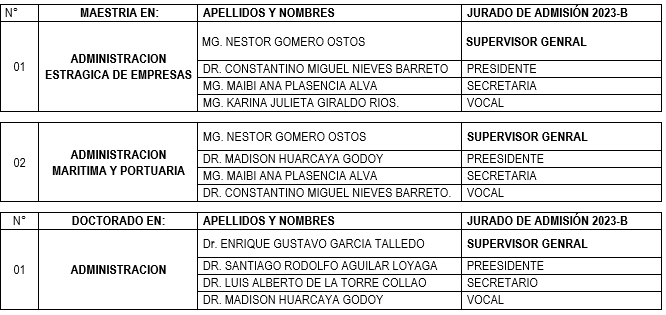 N° MAESTRIA EN: APELLIDOS Y NOMBRES JURADO DE ADMISIÓN 2023-B
01 ADMINISTRACION ESTRAGICA DE EMPRESAS MG. NESTOR GOMERO OSTOS SUPERVISOR GENRAL
DR. CONSTANTINO MIGUEL NIEVES BARRETO PRESIDENTE
MG. MAIBI ANA PLASENCIA ALVA SECRETARIA
MG. KARINA JULIETA GIRALDO RIOS. VOCAL
02 ADMINISTRACION MARITIMA Y PORTUARIA MG. NESTOR GOMERO OSTOS SUPERVISOR GENRAL
DR. MADISON HUARCAYA GODOY PREESIDENTE
MG. MAIBI ANA PLASENCIA ALVA SECRETARIA
DR. CONSTANTINO MIGUEL NIEVES BARRETO. VOCAL
N° DOCTORADO EN: APELLIDOS Y NOMBRES JURADO DE ADMISIÓN 2023-B
01 ADMINISTRACION Dr. ENRIQUE GUSTAVO GARCIA TALLEDO SUPERVISOR GENRAL
DR. SANTIAGO RODOLFO AGUILAR LOYAGA PREESIDENTE
DR. LUIS ALBERTO DE LA TORRE COLLAO SECRETARIO
DR. MADISON HUARCAYA GODOY VOCAL